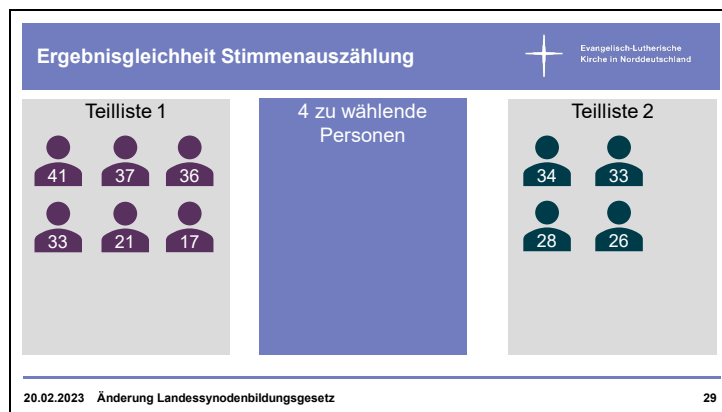 Ergebnisgleichheit Stimmenauszählung
Evangelisch-Lutherische
Kirche in Norddeutschland
Teilliste 1
41 37 36
33 21 17
4 zu wählende
Personen
Teilliste 2
34 33
28 26
20.02.2023 Änderung Landessynodenbildungsgesetz 29